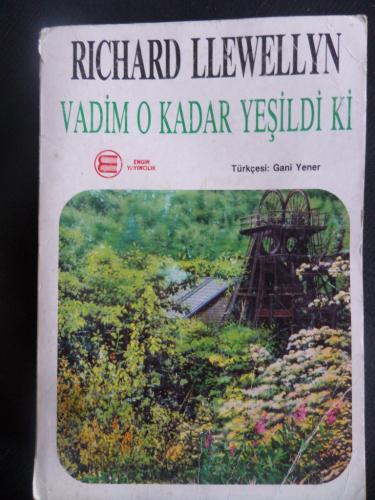 RICHARD LLEWELLYN
VADİM O KADAR YEŞİLDİ Kİ
ENGİN
YAYINCILIK
Türkçesi: Gani Yener